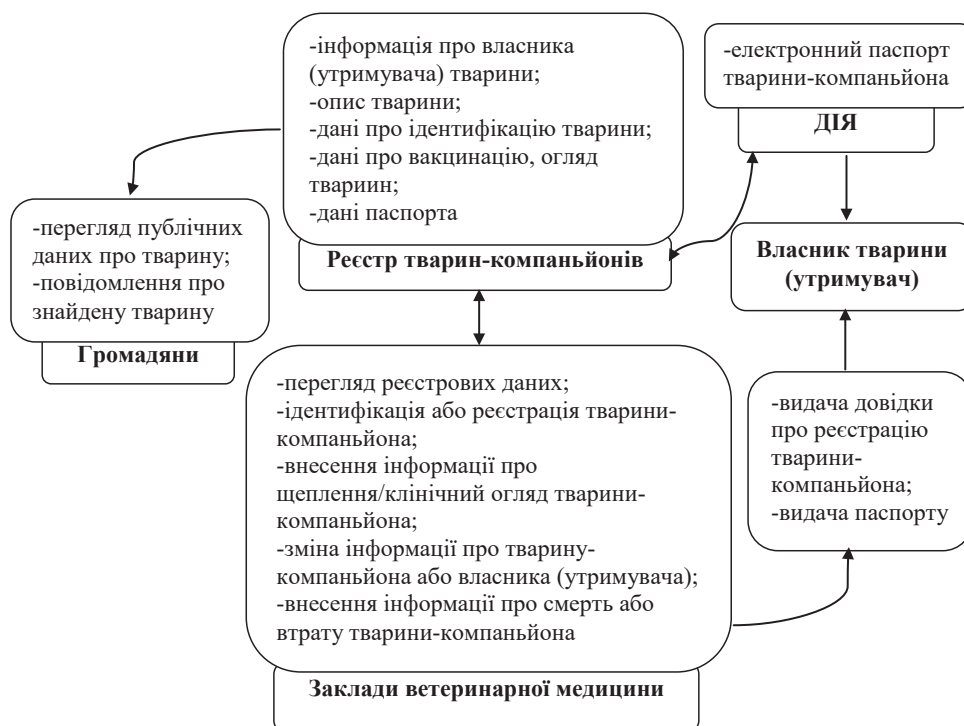 -інформація про власника
(утримувача) тварини;
-опис тварини;
-дані про ідентифікацію тварини;
-дані про вакцинацію, огляд
твариин;
-дані паспорта
Реєстр тварин-компаньйонів
-електронний паспорт
тварини-компаньйона
ДІЯ
-перегляд публічних
даних про тварину;
-повідомлення про
знайдену тварину
Громадяни
Власник тварини
(утримувач)
-перегляд реєстрових даних;
-ідентифікація або реєстрація тварини-
компаньйона;
-внесення інформації про
щеплення/клінічний огляд тварини-
компаньйона;
-зміна інформації про тварину-
компаньйона або власника (утримувача);
-внесення інформації про смерть або
втрату тварини-компаньйона
Заклади ветеринарної медицини
-видача довідки
про реєстрацію
тварини-
компаньйона;
-видача паспорту